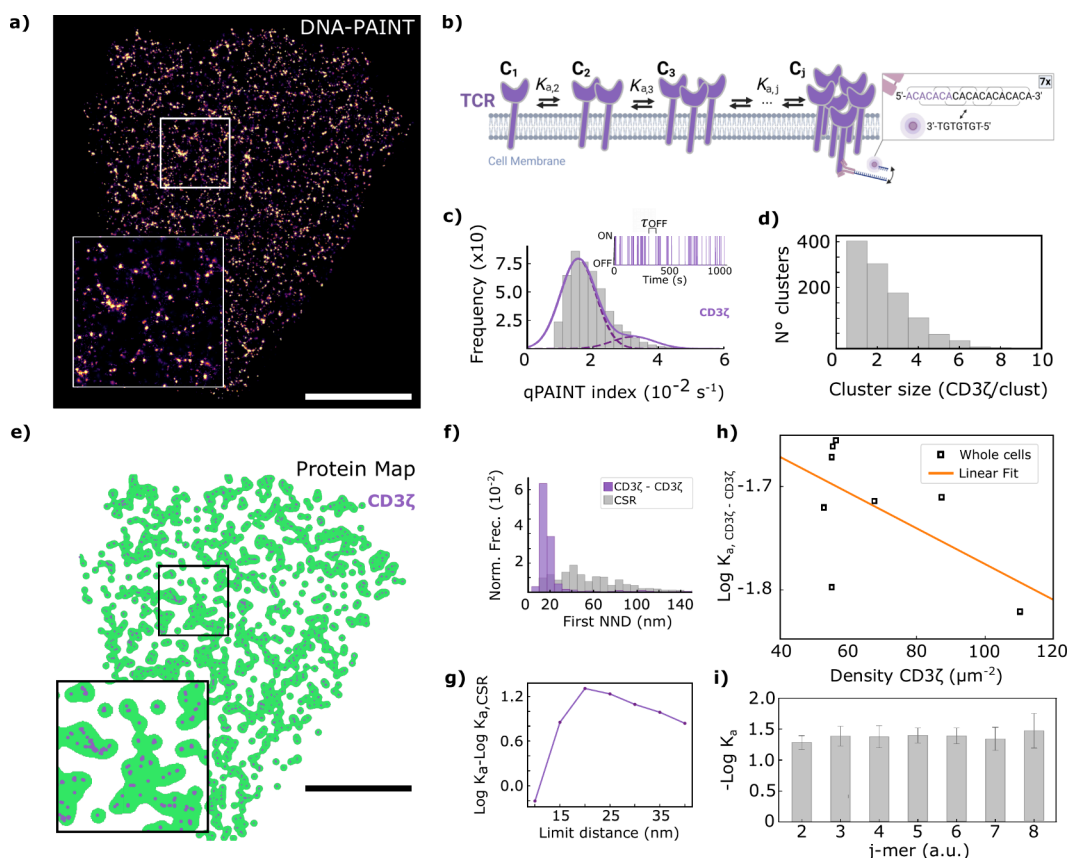 a)
DNA-PAINT
b)
C1 C2 C3 Cj
Ka,2 Ka,3 Ka,j
...
TCR
Cell Membrane
7x
5'-ACACACACACACACACACA-3'
3'-TGTGTGT-5'
c)
Frequency (x10)
7.5
5.0
2.5
0 2 4 6
qPAINT index (10-2 s-1)
τOFF
ON
OFF
0 500 1000
Time (s)
CD3ζ
d)
N° clusters
400
200
0 2 4 6 8 10
Cluster size (CD3ζ/clust)
e)
Protein Map
CD3ζ
f)
Norm. Frec. (10-2)
6
4
2
0 20 60 100 140
First NND (nm)
CD3ζ - CD3ζ
CSR
g)
Log Ka-Log Ka,CSR
1.2
0.6
0.0
15 25 35
Limit distance (nm)
h)
Log Ka, CD3ζ - CD3ζ
-1.7
-1.8
40 60 80 100 120
Density CD3ζ (μm-2)
Whole cells
Linear Fit
i)
-Log Ka
2.0
1.5
1.0
0.5
0
2 3 4 5 6 7 8
j-mer (a.u.)